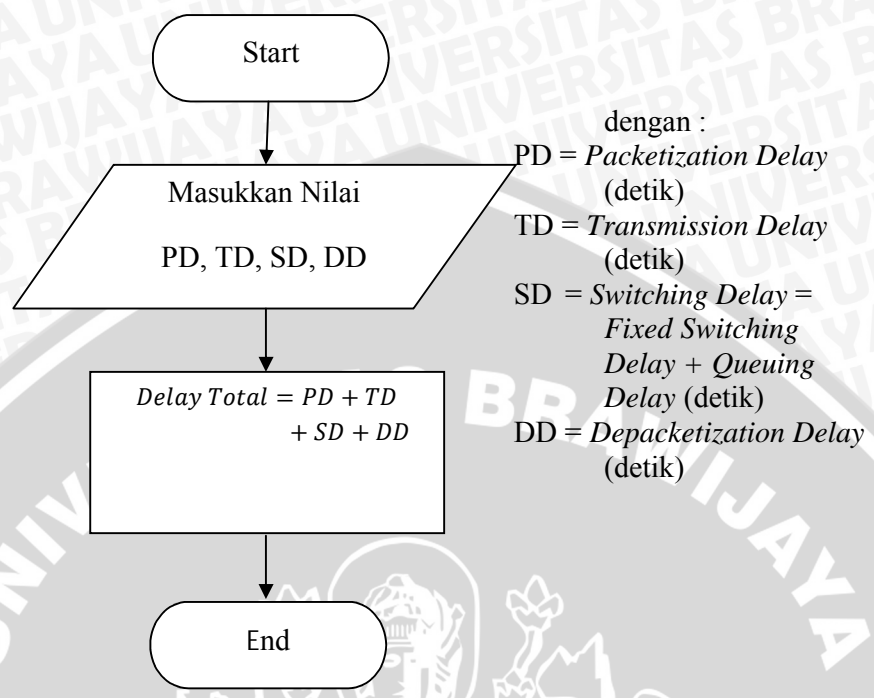 Start
Masukkan Nilai
PD, TD, SD, DD
Delay Total = PD + TD
+ SD + DD
End
dengan :
PD = Packetization Delay
(detik)
TD = Transmission Delay
(detik)
SD = Switching Delay =
Fixed Switching
Delay + Queuing
Delay (detik)
DD = Depacketization Delay
(detik)
BRAWIJAYA